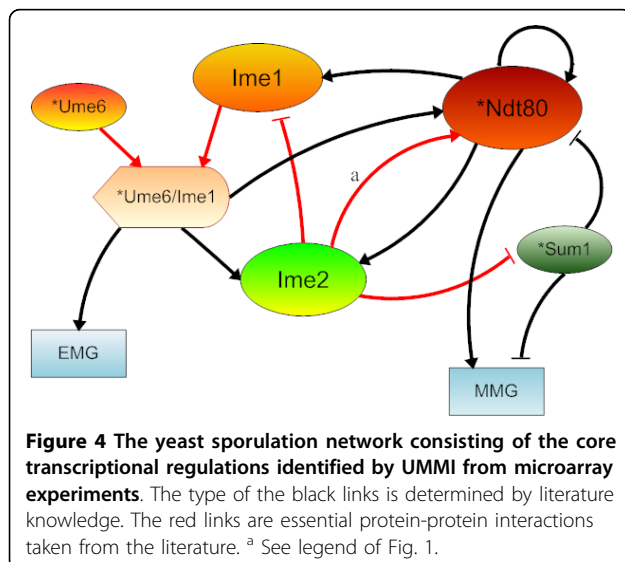 Ime1
*Ume6
*Ndt80
a
*Ume6/Ime1
*Sum1
Ime2
EMG
MMG
Figure 4 The yeast sporulation network consisting of the core
transcriptional regulations identified by UMMI from microarray
experiments. The type of the black links is determined by literature
knowledge. The red links are essential protein-protein interactions
taken from the literature. a See legend of Fig. 1.